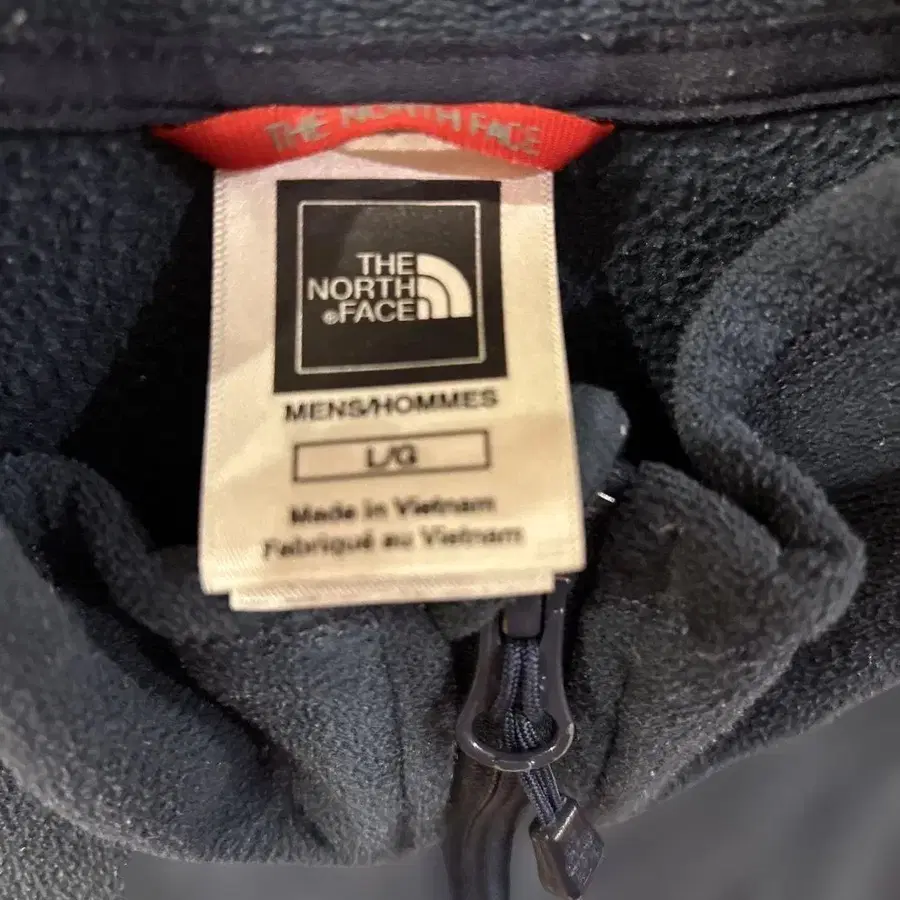 THE NORTH FACE
THE
NORTH
®FACE
MENS/HOMMES
L/G
Made in Vietnam
Fabriqué au Vietnam